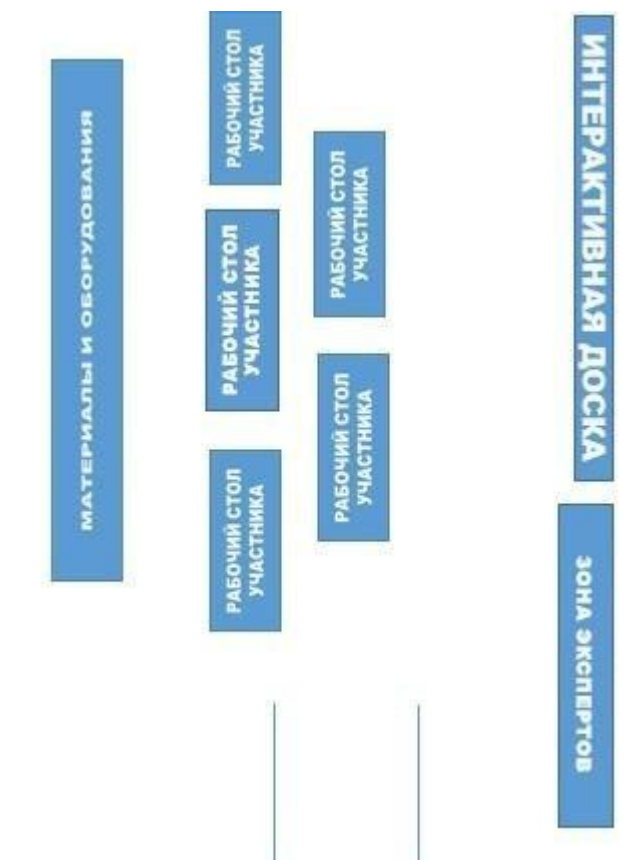 МАТЕРИАЛЫ И ОБОРУДОВАНИЯ
РАБОЧИЙ СТОЛ
УЧАСТНИКА
РАБОЧИЙ СТОЛ
УЧАСТНИКА
РАБОЧИЙ СТОЛ
УЧАСТНИКА
РАБОЧИЙ СТОЛ
УЧАСТНИКА
РАБОЧИЙ СТОЛ
УЧАСТНИКА
ИНТЕРАКТИВНАЯ ДОСКА
ЗОНА ЭКСПЕРТОВ